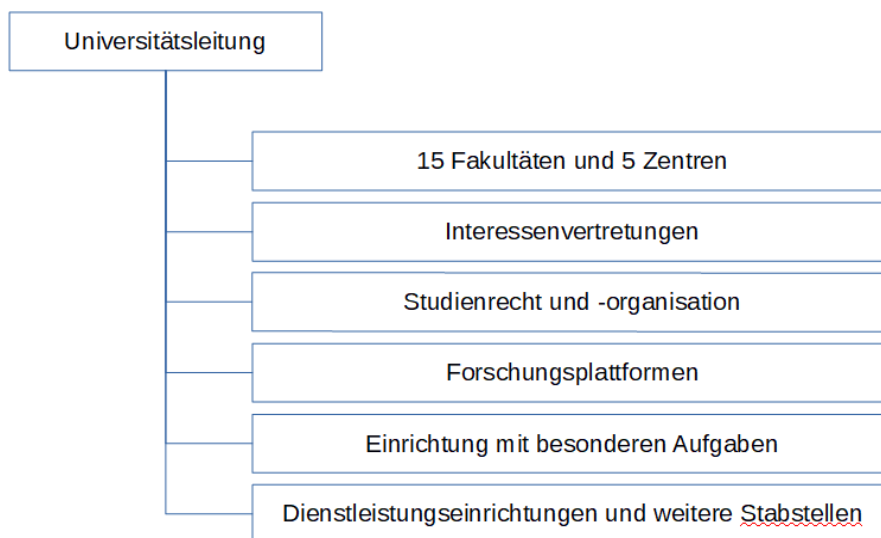 Universitätsleitung
15 Fakultäten und 5 Zentren
Interessenvertretungen
Studienrecht und -organisation
Forschungsplattformen
Einrichtung mit besonderen Aufgaben
Dienstleistungseinrichtungen und weitere Stabstellen